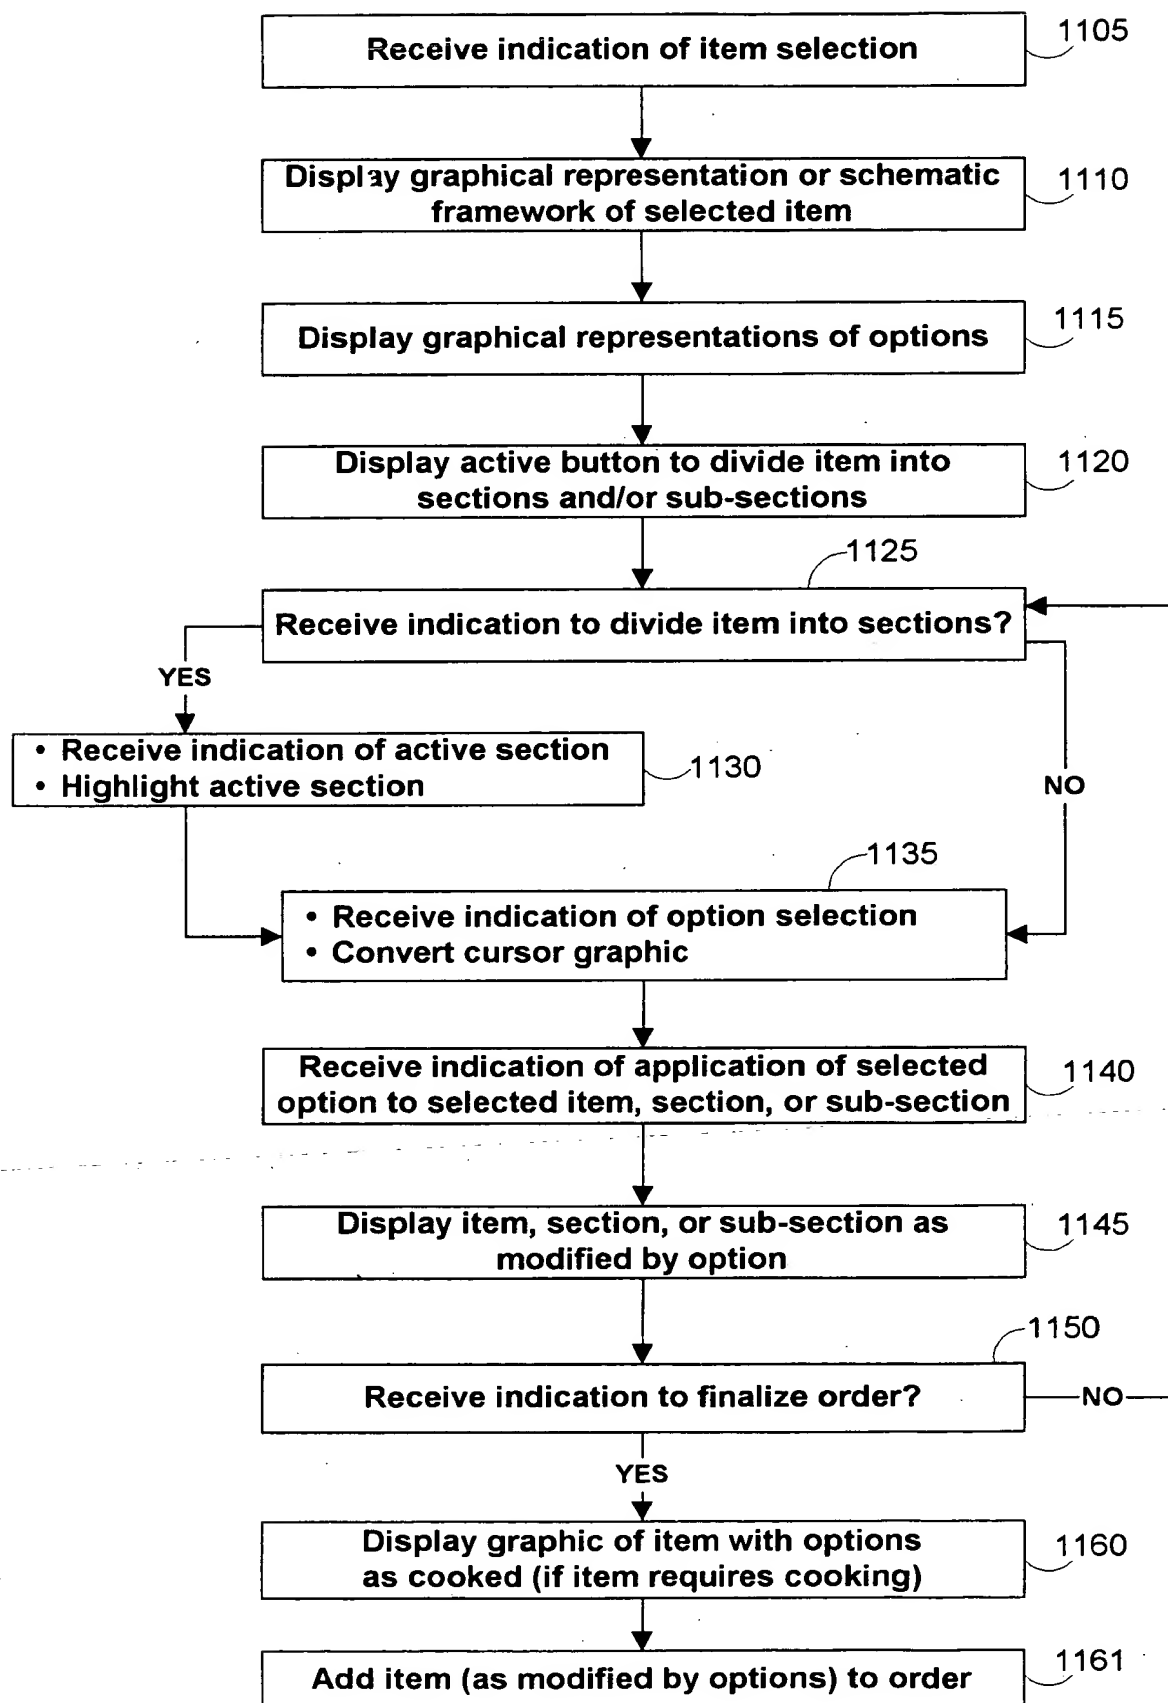 Receive indication of item selection
1105
Display graphical representation or schematic
framework of selected item
1110
Display graphical representations of options
1115
Display active button to divide item into
sections and/or sub-sections
1120
1125
Receive indication to divide item into sections?
YES
• Receive indication of active section
• Highlight active section
1130
NO
1135
• Receive indication of option selection
• Convert cursor graphic
Receive indication of application of selected
option to selected item, section, or sub-section
1140
Display item, section, or sub-section as
modified by option
1145
1150
Receive indication to finalize order?
NO
YES
Display graphic of item with options
as cooked (if item requires cooking)
1160
Add item (as modified by options) to order
1161